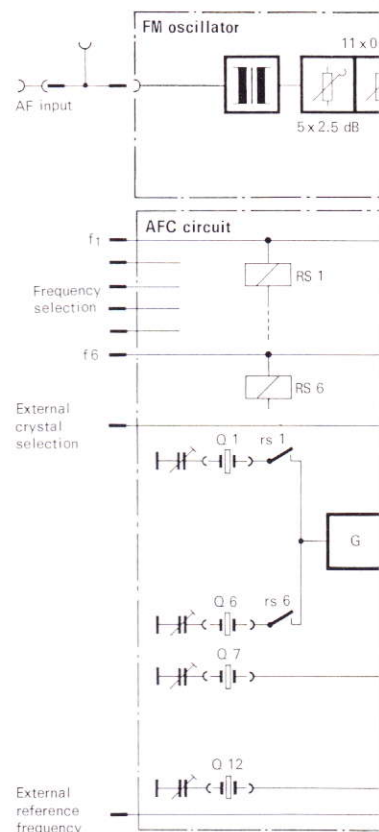 FM oscillator
11 x 0
AF input
5 x 2.5 dB
AFC circuit
f1
RS 1
Frequency
selection
f6
RS 6
External
crystal
selection
Q 1
rs 1
G
Q 6
rs 6
Q 7
Q 12
External
reference
frequency